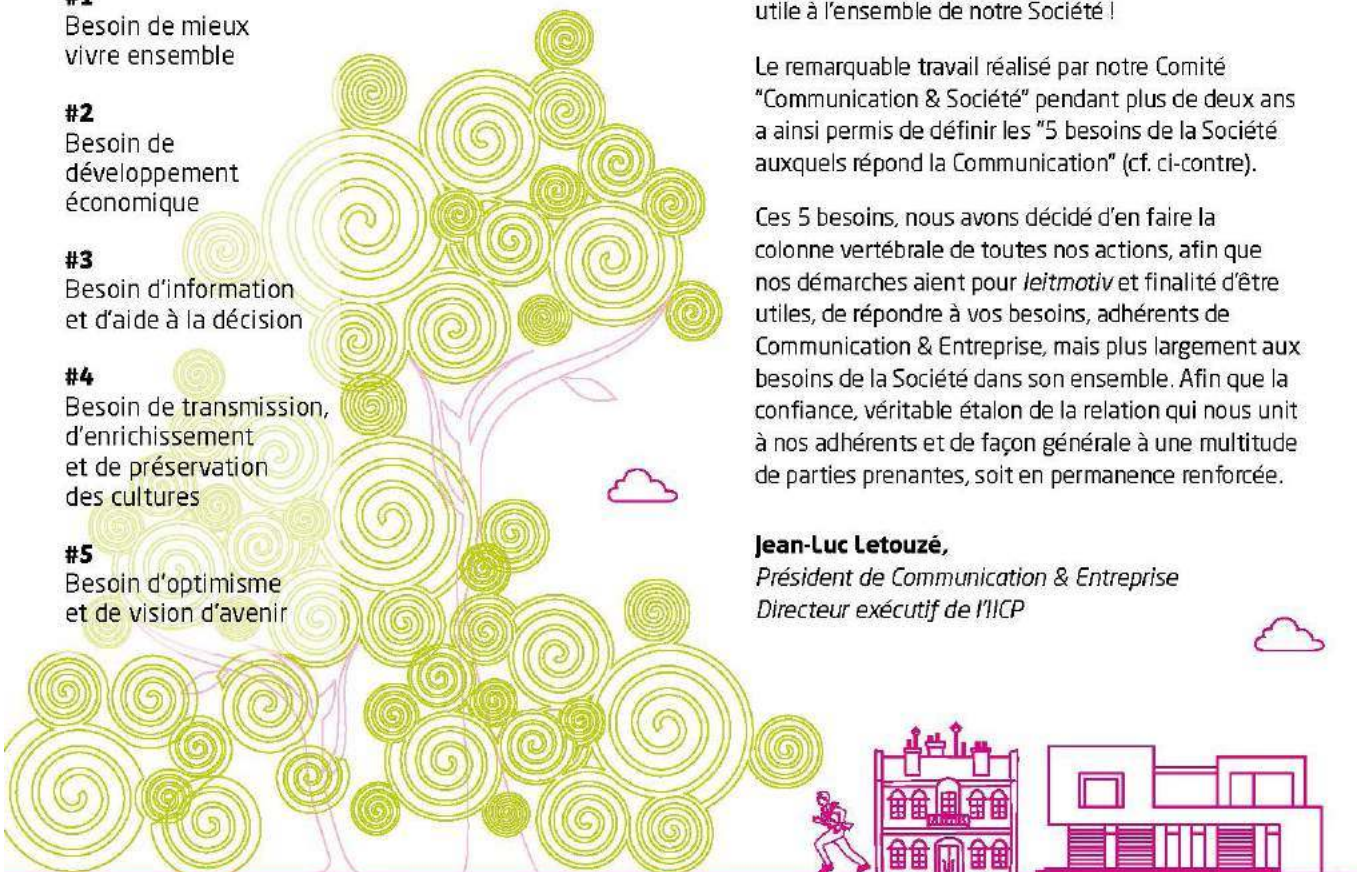 #1
Besoin de mieux
vivre ensemble
#2
Besoin de
développement
économique
#3
Besoin d'information
et d'aide à la décision
#4
Besoin de transmission,
d'enrichissement
et de préservation
des cultures
#5
Besoin d'optimisme
et de vision d'avenir
utile à l'ensemble de notre Société !
Le remarquable travail réalisé par notre Comité
"Communication & Société" pendant plus de deux ans
a ainsi permis de définir les "5 besoins de la Société
auxquels répond la Communication" (cf. ci-contre).
Ces 5 besoins, nous avons décidé d'en faire la
colonne vertébrale de toutes nos actions, afin que
nos démarches aient pour leitmotiv et finalité d'être
utiles, de répondre à vos besoins, adhérents de
Communication & Entreprise, mais plus largement aux
besoins de la Société dans son ensemble. Afin que la
confiance, véritable étalon de la relation qui nous unit
à nos adhérents et de façon générale à une multitude
de parties prenantes, soit en permanence renforcée.
Jean-Luc Letouzé,
Président de Communication & Entreprise
Directeur exécutif de l'IICP